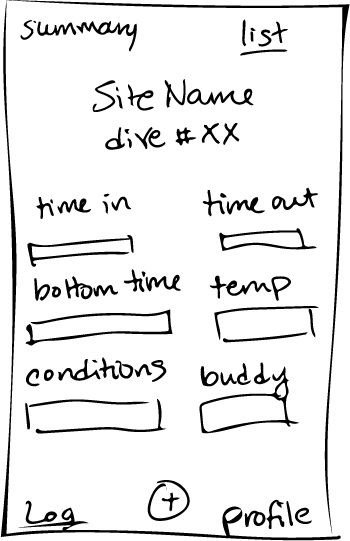 summary list
Site Name
dive # XX
time in time out
bottom time temp
conditions buddy
Log + profile